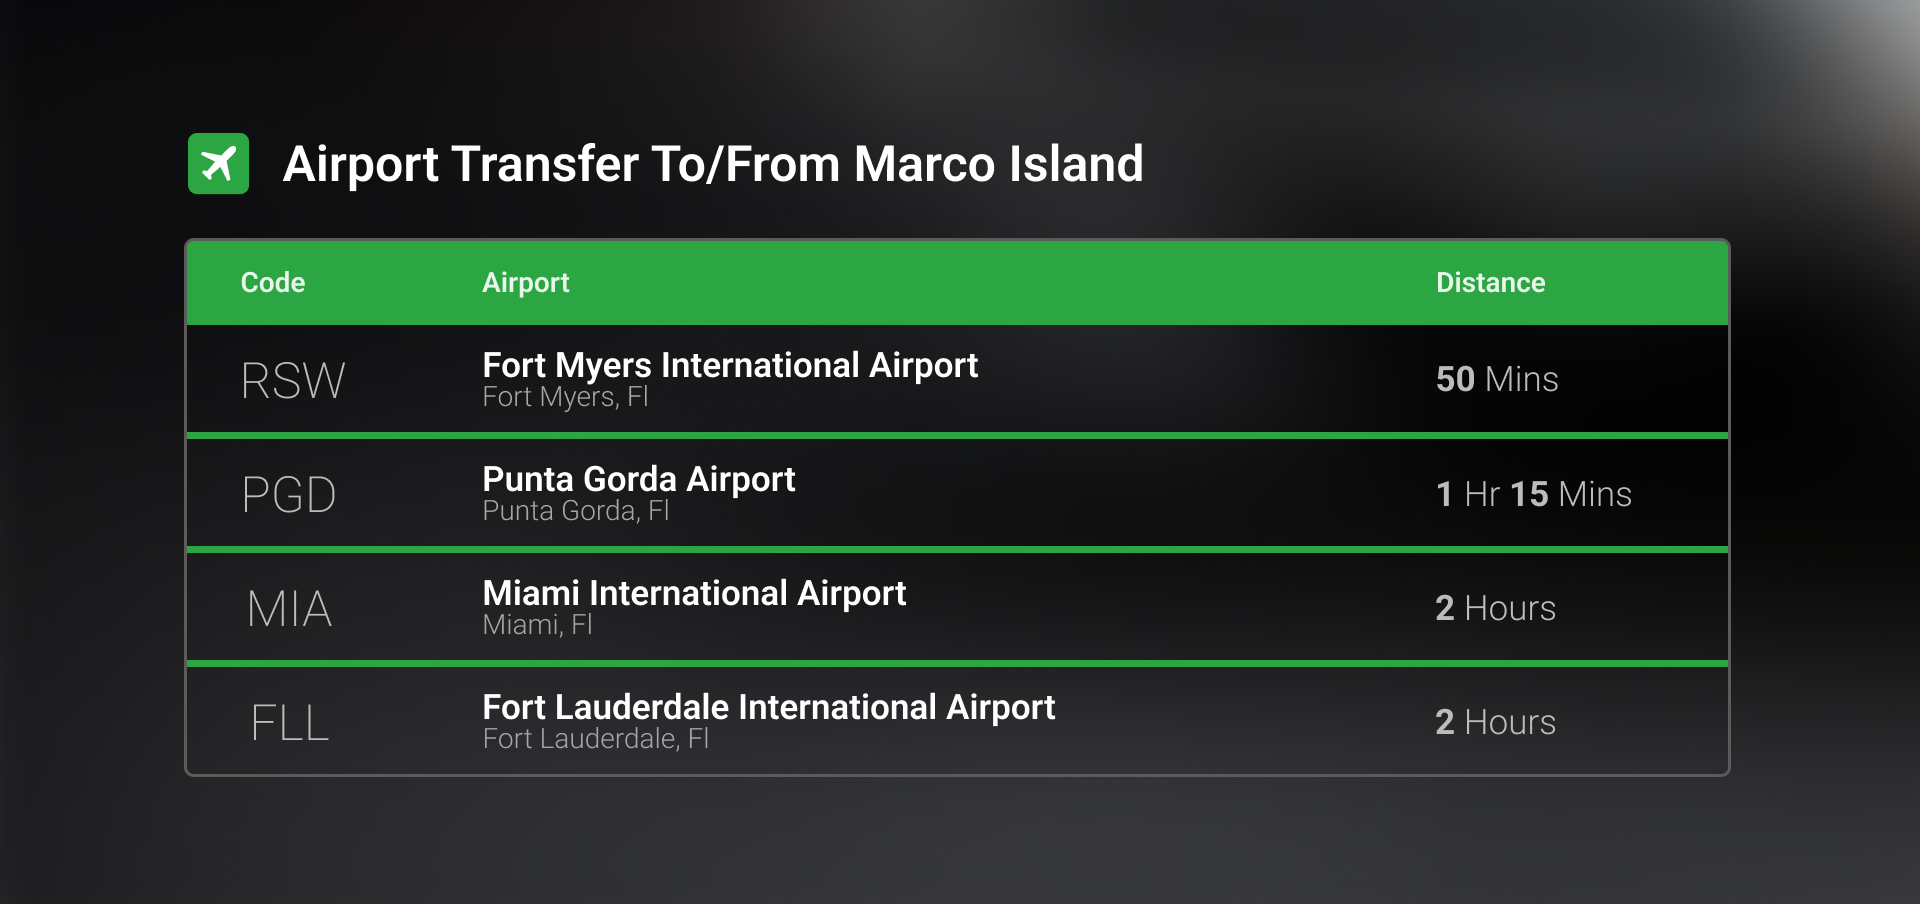 Airport Transfer To/From Marco Island
Code Airport Distance
RSW Fort Myers International Airport 50 Mins
Fort Myers, Fl
PGD Punta Gorda Airport 1 Hr 15 Mins
Punta Gorda, Fl
MIA Miami International Airport 2 Hours
Miami, Fl
FLL Fort Lauderdale International Airport 2 Hours
Fort Lauderdale, Fl